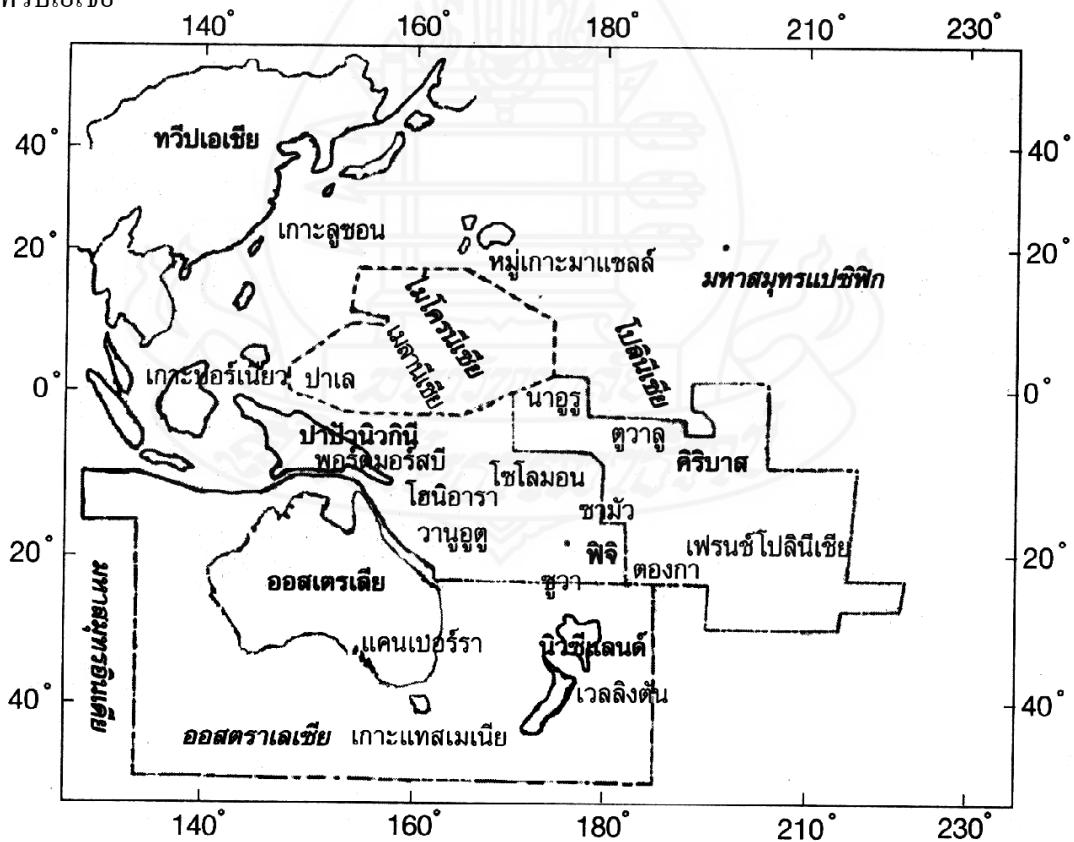 140° 160° 180° 210° 230°
40° ทวีปเอเชีย 40°
เกาะลูซอน
20° หมู่เกาะมาแชลล์ 20°
มหาสมุทรแปซิฟิก
ไมโครนีเซีย
เมลานีเซีย
โปลินีเซีย
0° เกาะบอร์เนียว ปาเล 0°
นาอูรู
ปาปัวนิวกินี ตูวาลู
พอร์ตมอร์สบี คิริบาส
โซโลมอน
โฮนิอารา ซามัว
วานูอูตู
20° ฟิจิ เฟรนช์โปลินีเซีย 20°
ออสเตรเลีย ซูวา ตองกา
มหาสมุทรอินเดีย
แคนเบอร์รา นิวซีแลนด์
40° เวลลิงตัน 40°
ออสตราเลเซีย เกาะแทสเมเนีย
140° 160° 180° 210° 230°